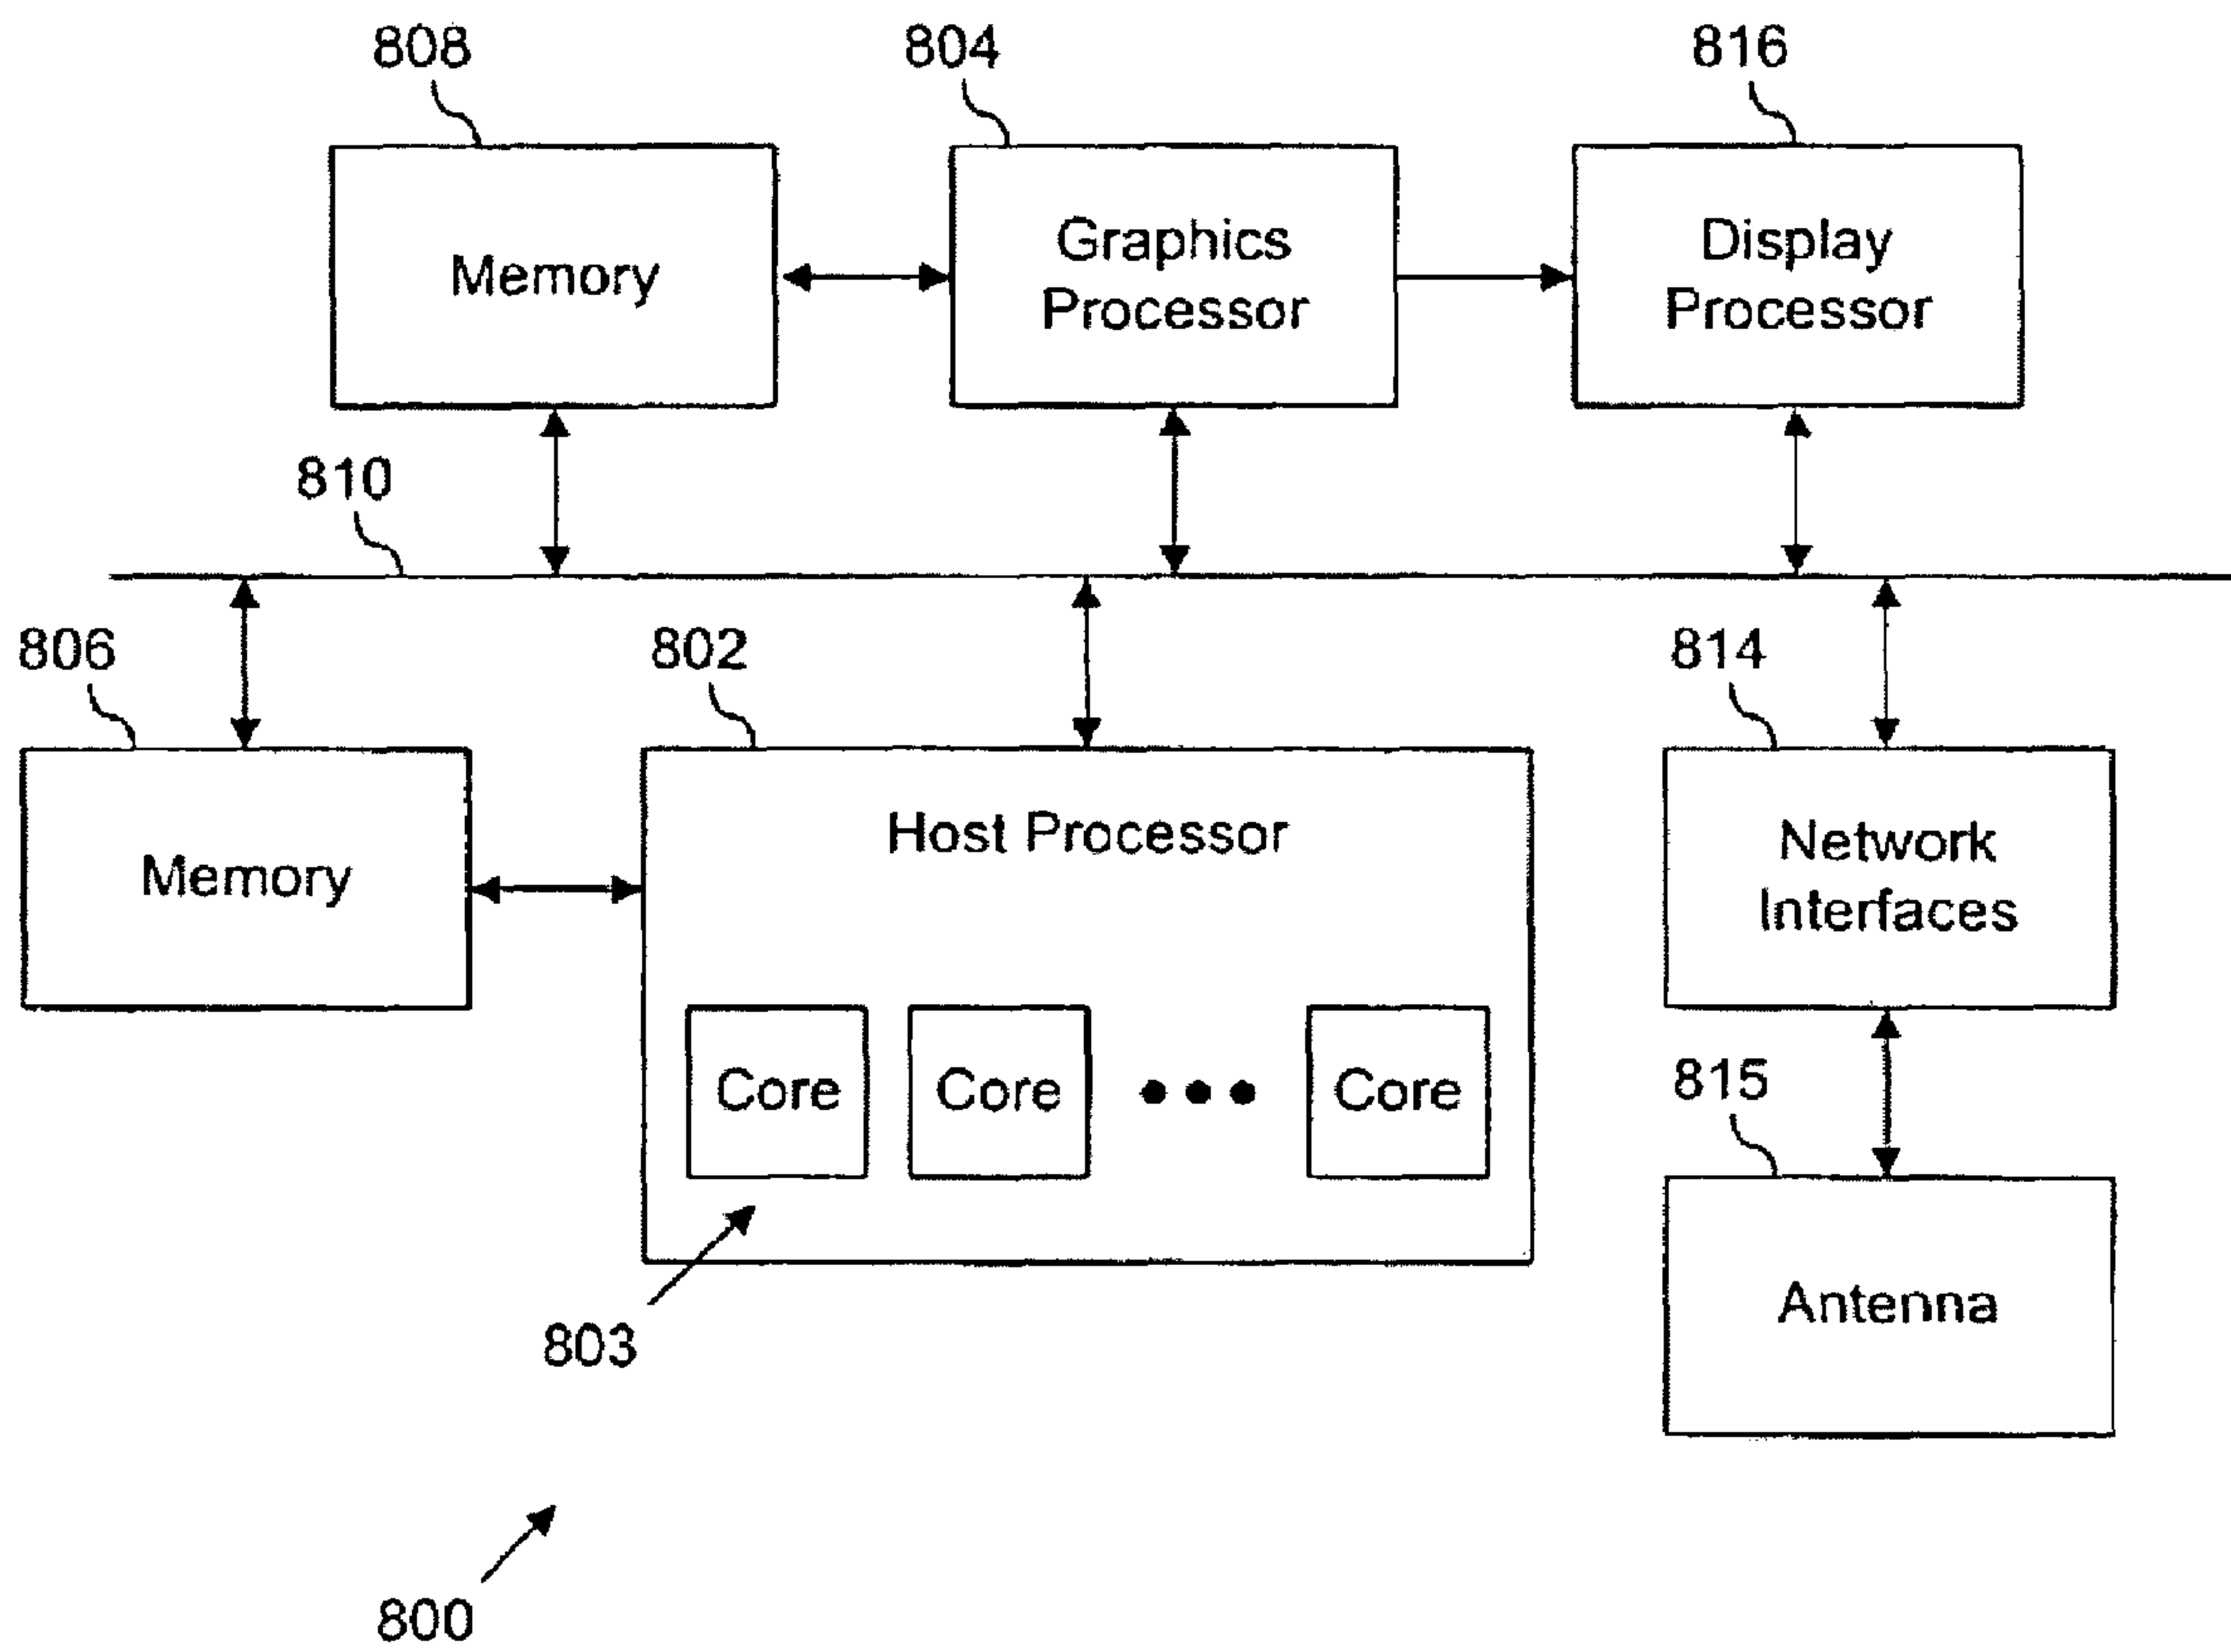 808
804
816
Memory
Graphics
Processor
Display
Processor
810
806
802
814
Memory
Host Processor
Network
Interfaces
Core
Core
Core
815
803
Antenna
800